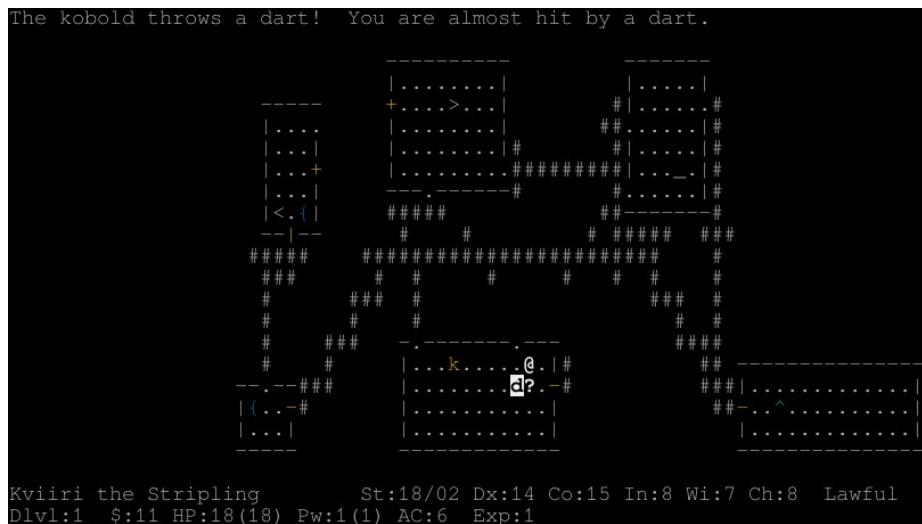 The kobold throws a dart!  You are almost hit by a dart.
Kviiri the Stripling St:18/02 Dx:14 Co:15 In:8 Wi:7 Ch:8 Lawful
Dlvl:1 $:11 HP:18(18) Pw:1(1) AC:6 Exp:1